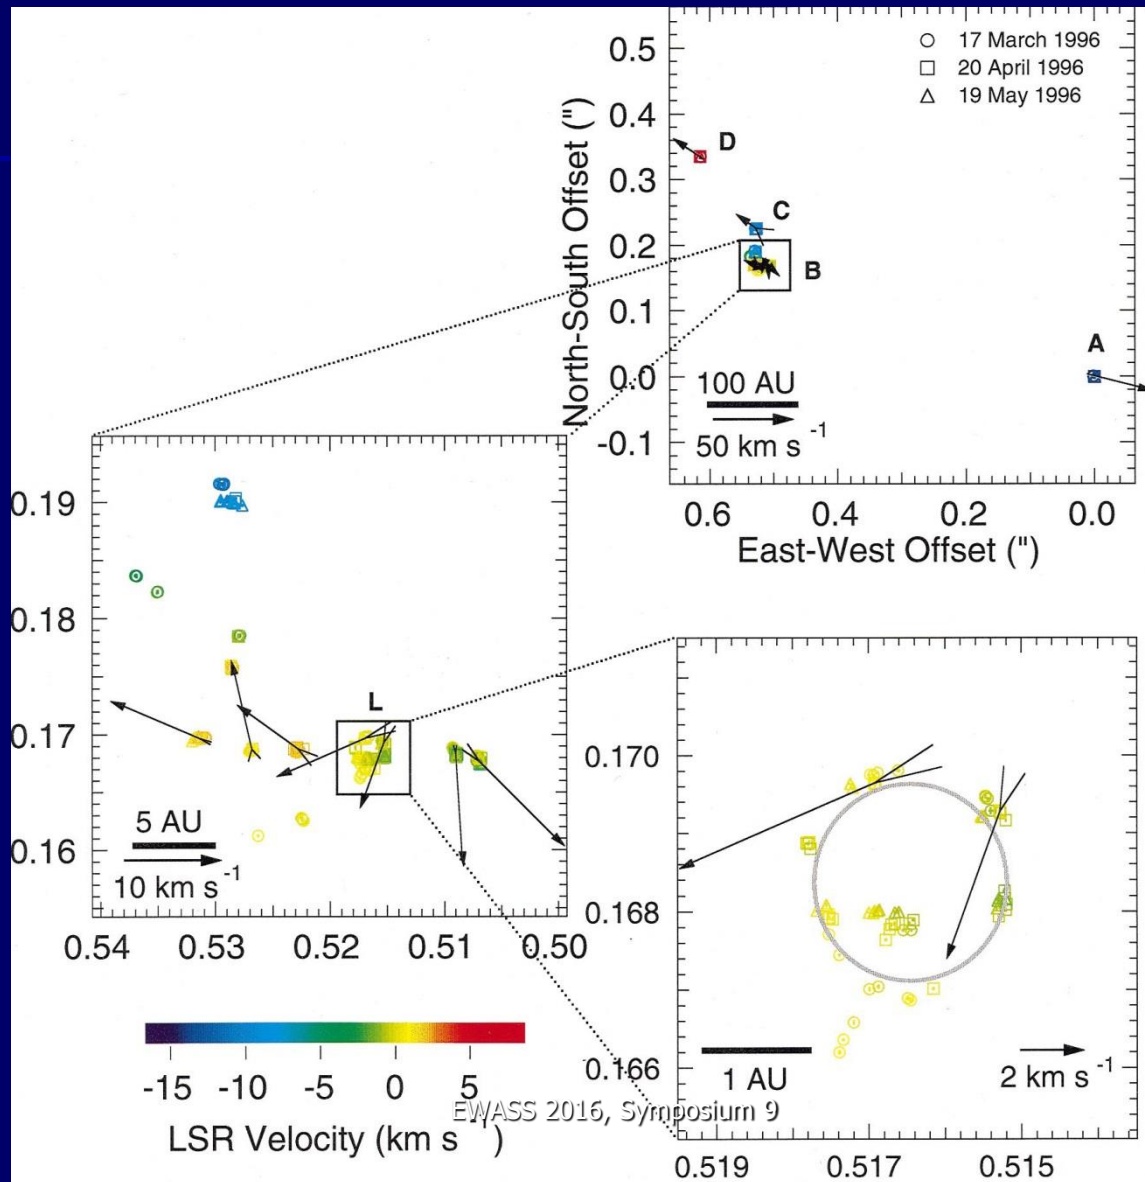 17 March 1996
20 April 1996
19 May 1996
North-South Offset (")
0.5
0.4
0.3
0.2
0.1
0.0
-0.1
D
C
B
A
100 AU
50 km s -1
0.6 0.4 0.2 0.0
East-West Offset (")
0.19
0.18
0.17
0.16
L
5 AU
10 km s -1
0.54 0.53 0.52 0.51 0.50
0.170
0.168
0.166
1 AU
2 km s -1
0.519 0.517 0.515
-15 -10 -5 0 5
LSR Velocity (km s -1)
EWASS 2016, Symposium 9